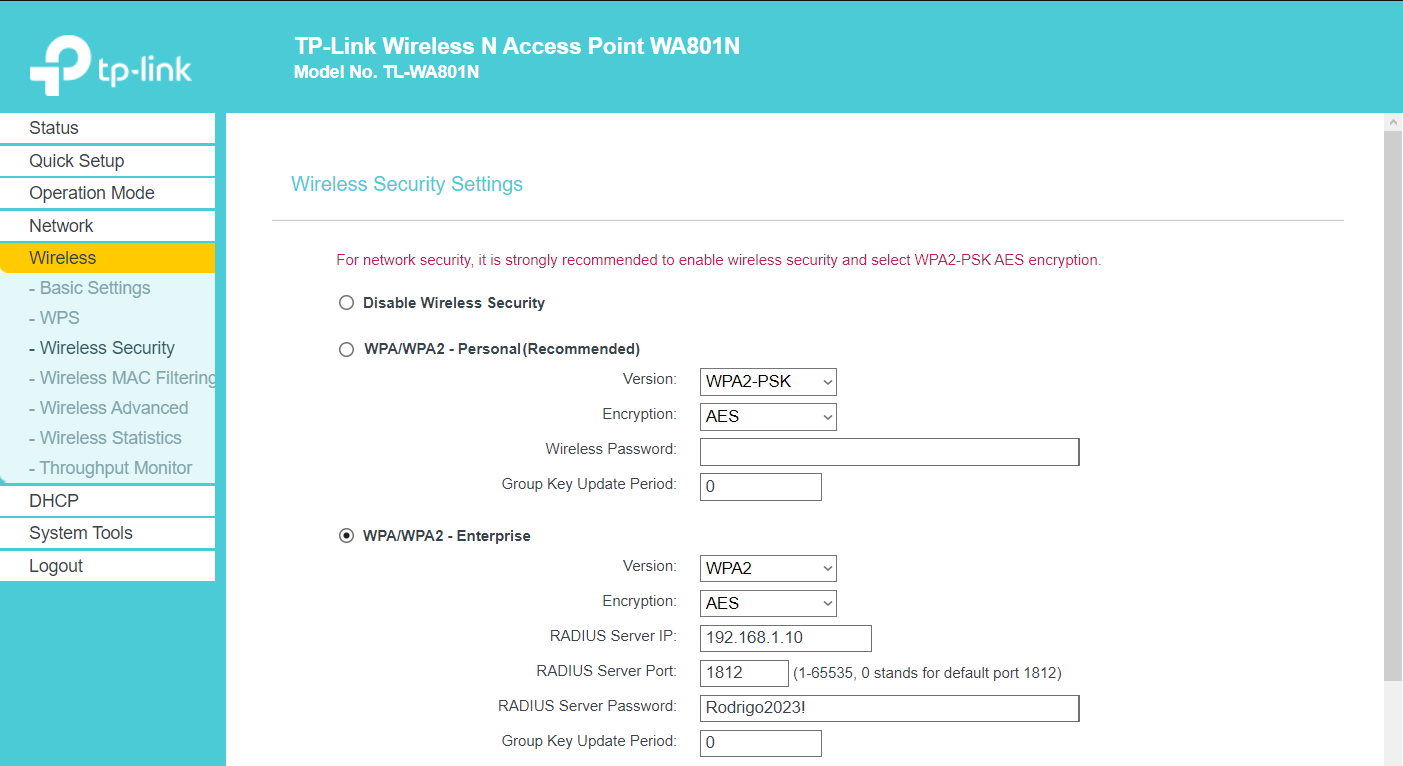 tp-link
TP-Link Wireless N Access Point WA801N
Model No. TL-WA801N
Status
Quick Setup
Operation Mode
Network
Wireless
- Basic Settings
- WPS
- Wireless Security
- Wireless MAC Filtering
- Wireless Advanced
- Wireless Statistics
- Throughput Monitor
DHCP
System Tools
Logout
Wireless Security Settings
For network security, it is strongly recommended to enable wireless security and select WPA2-PSK AES encryption.
Disable Wireless Security
WPA/WPA2 - Personal(Recommended)
Version: WPA2-PSK
Encryption: AES
Wireless Password:
Group Key Update Period: 0
WPA/WPA2 - Enterprise
Version: WPA2
Encryption: AES
RADIUS Server IP: 192.168.1.10
RADIUS Server Port: 1812 (1-65535, 0 stands for default port 1812)
RADIUS Server Password: Rodrigo2023!
Group Key Update Period: 0